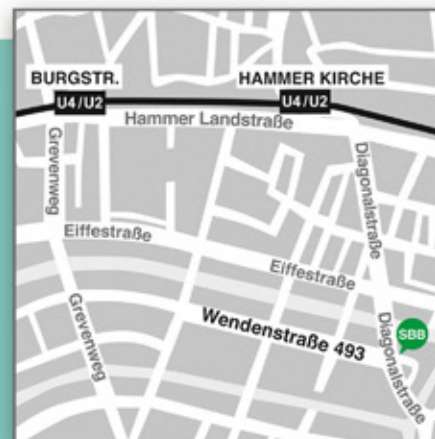 BURGSTR.
U4/U2
HAMMER KIRCHE
U4/U2
Hammer Landstraße
Grevenweg
Diagonalstraße
Eiffestraße
Eiffestraße
Grevenweg
Wendenstraße 493
SBB
Diagonalstraße